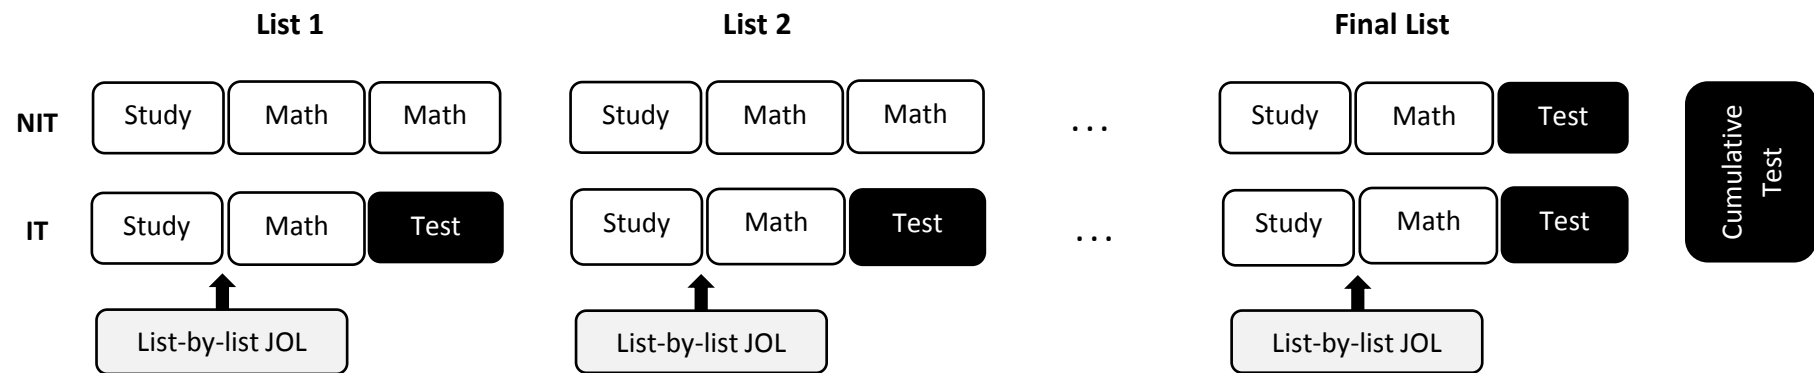 List 1 List 2 Final List
NIT Study Math Math Study Math Math ... Study Math Test
IT Study Math Test Study Math Test ... Study Math Test
Cumulative
Test
List-by-list JOL List-by-list JOL List-by-list JOL